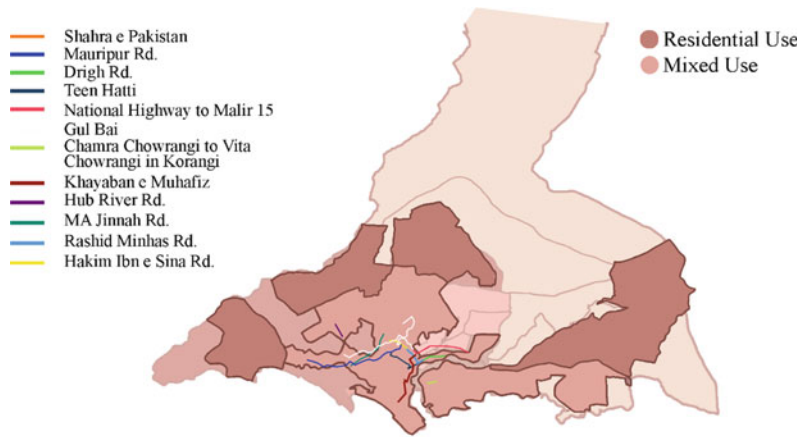 Shahra e Pakistan
Mauripur Rd.
Drigh Rd.
Teen Hatti
National Highway to Malir 15
Gul Bai
Chamra Chowrangi to Vita
Chowrangi in Korangi
Khayaban e Muhafiz
Hub River Rd.
MA Jinnah Rd.
Rashid Minhas Rd.
Hakim Ibn e Sina Rd.
Residential Use
Mixed Use